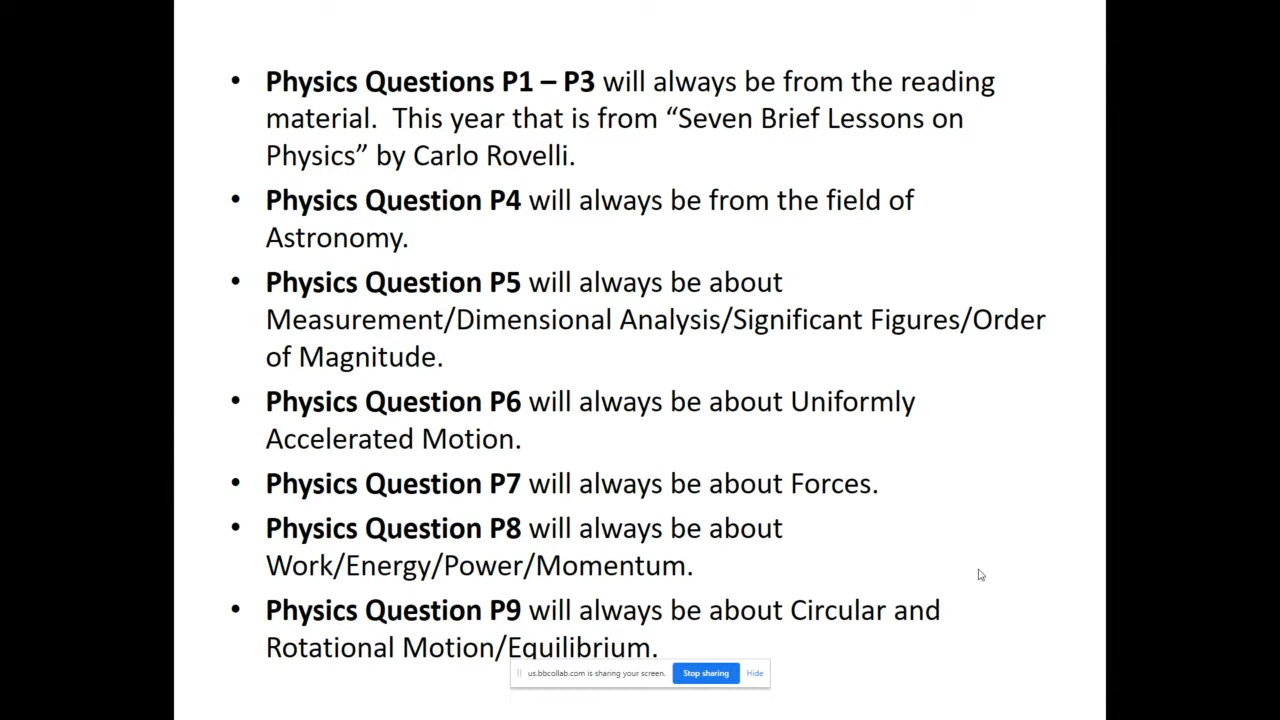 • Physics Questions P1 – P3 will always be from the reading
material.  This year that is from “Seven Brief Lessons on
Physics” by Carlo Rovelli.
• Physics Question P4 will always be from the field of
Astronomy.
• Physics Question P5 will always be about
Measurement/Dimensional Analysis/Significant Figures/Order
of Magnitude.
• Physics Question P6 will always be about Uniformly
Accelerated Motion.
• Physics Question P7 will always be about Forces.
• Physics Question P8 will always be about
Work/Energy/Power/Momentum.
• Physics Question P9 will always be about Circular and
Rotational Motion/Equilibrium.
us.bbcollab.com is sharing your screen. Stop sharing Hide